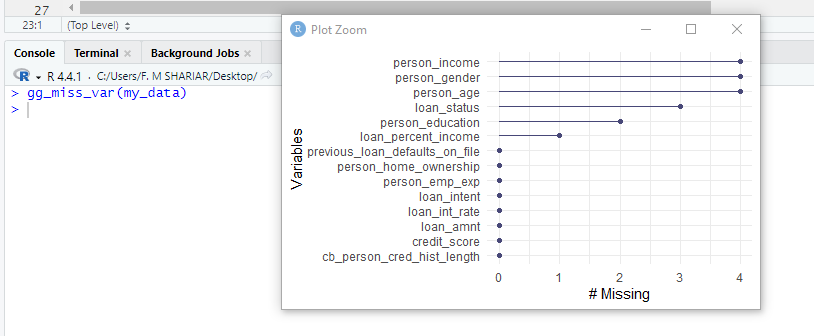 27
23:1 (Top Level)
Console Terminal Background Jobs
R 4.4.1 · C:/Users/F. M SHARIAR/Desktop/
> gg_miss_var(my_data)
>
R Plot Zoom
Variables
person_income
person_gender
person_age
loan_status
person_education
loan_percent_income
previous_loan_defaults_on_file
person_home_ownership
person_emp_exp
loan_intent
loan_int_rate
loan_amnt
credit_score
cb_person_cred_hist_length
0 1 2 3 4
# Missing